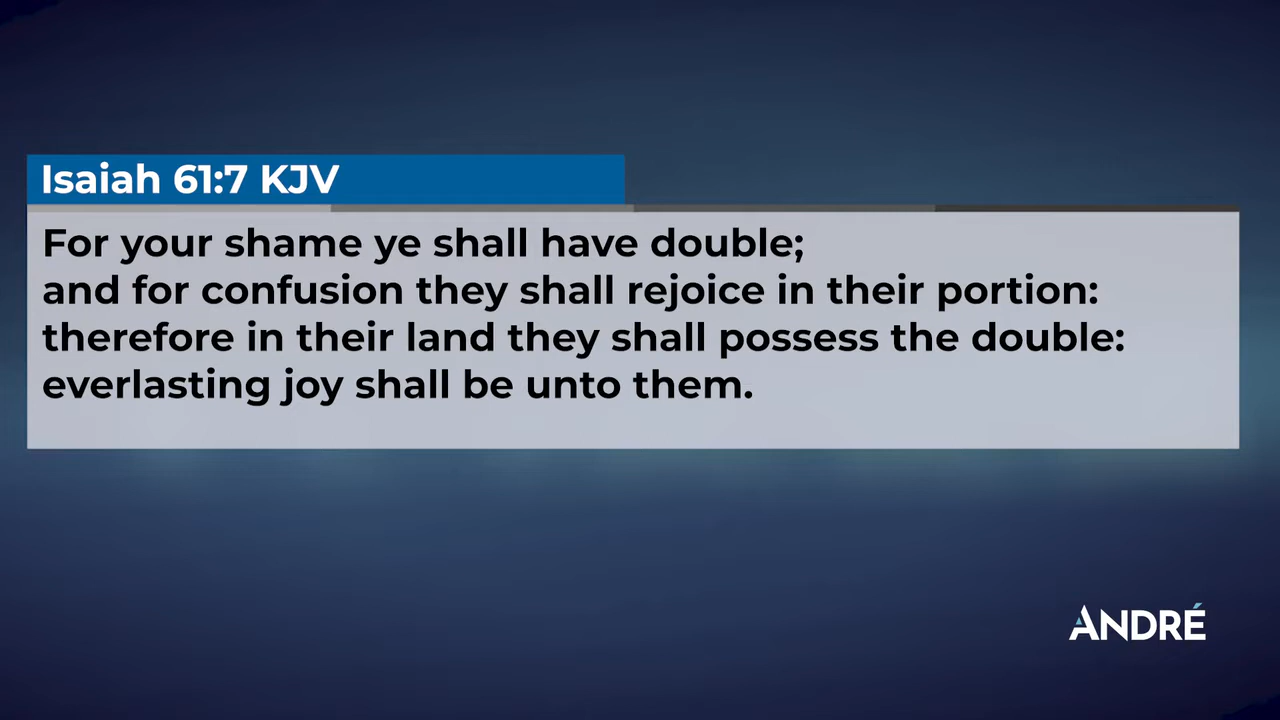 Isaiah 61:7 KJV
For your shame ye shall have double;
and for confusion they shall rejoice in their portion:
therefore in their land they shall possess the double:
everlasting joy shall be unto them.
ANDRÉ